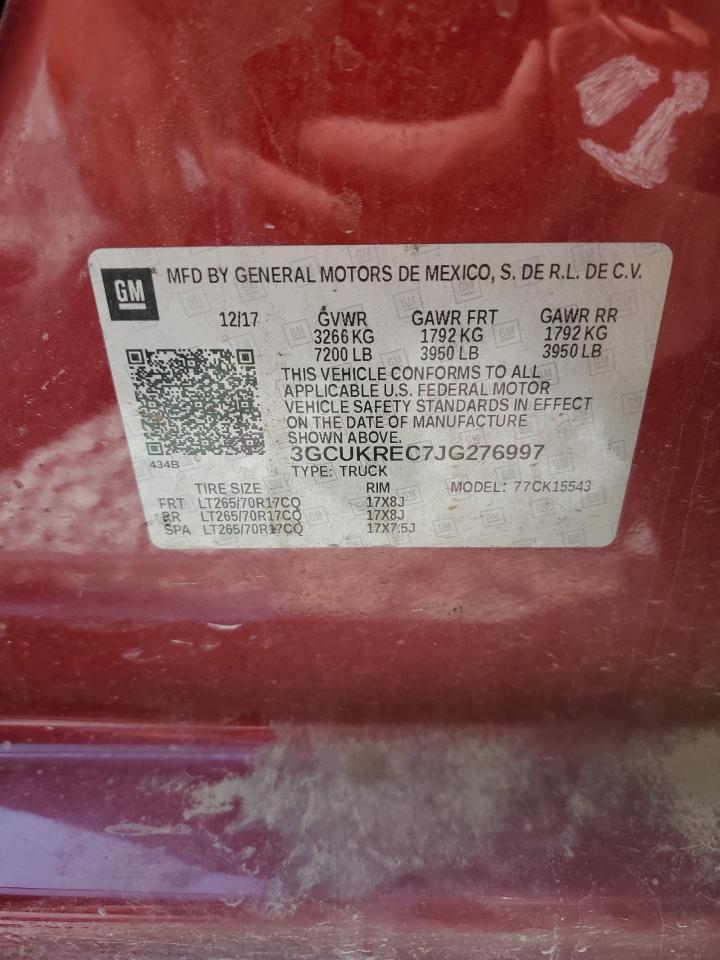 GM ® MFD BY GENERAL MOTORS DE MEXICO, S. DE R.L. DE C.V.
12/17 GVWR GAWR FRT GAWR RR
3266 KG 1792 KG 1792 KG
7200 LB 3950 LB 3950 LB
THIS VEHICLE CONFORMS TO ALL
APPLICABLE U.S. FEDERAL MOTOR
VEHICLE SAFETY STANDARDS IN EFFECT
ON THE DATE OF MANUFACTURE
SHOWN ABOVE.
3GCUKREC7JG276997
434B
TYPE: TRUCK
TIRE SIZE RIM MODEL: 77CK15543
FRT LT265/70R17CQ 17X8J
RR LT265/70R17CQ 17X8J
SPA LT265/70R17CQ 17X7.5J